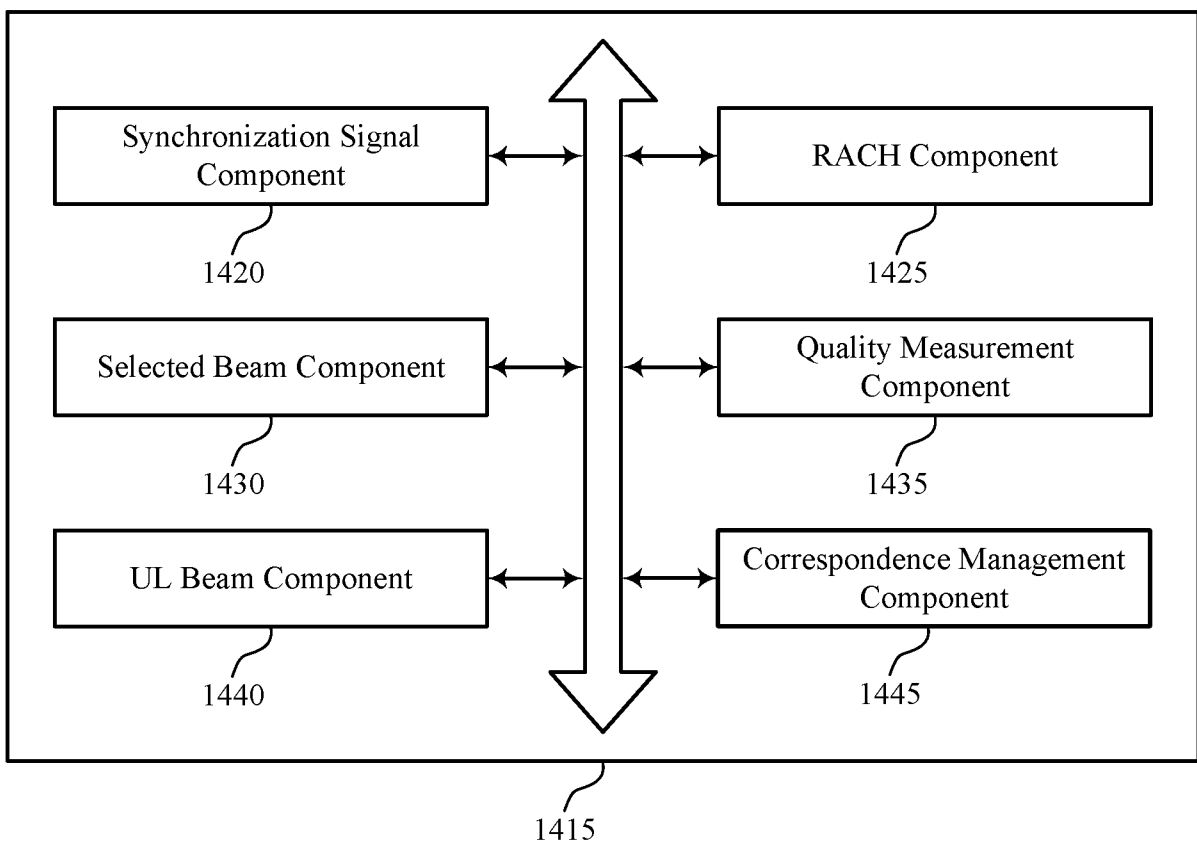 Synchronization Signal
Component
1420
RACH Component
1425
Selected Beam Component
1430
Quality Measurement
Component
1435
UL Beam Component
1440
Correspondence Management
Component
1445
1415